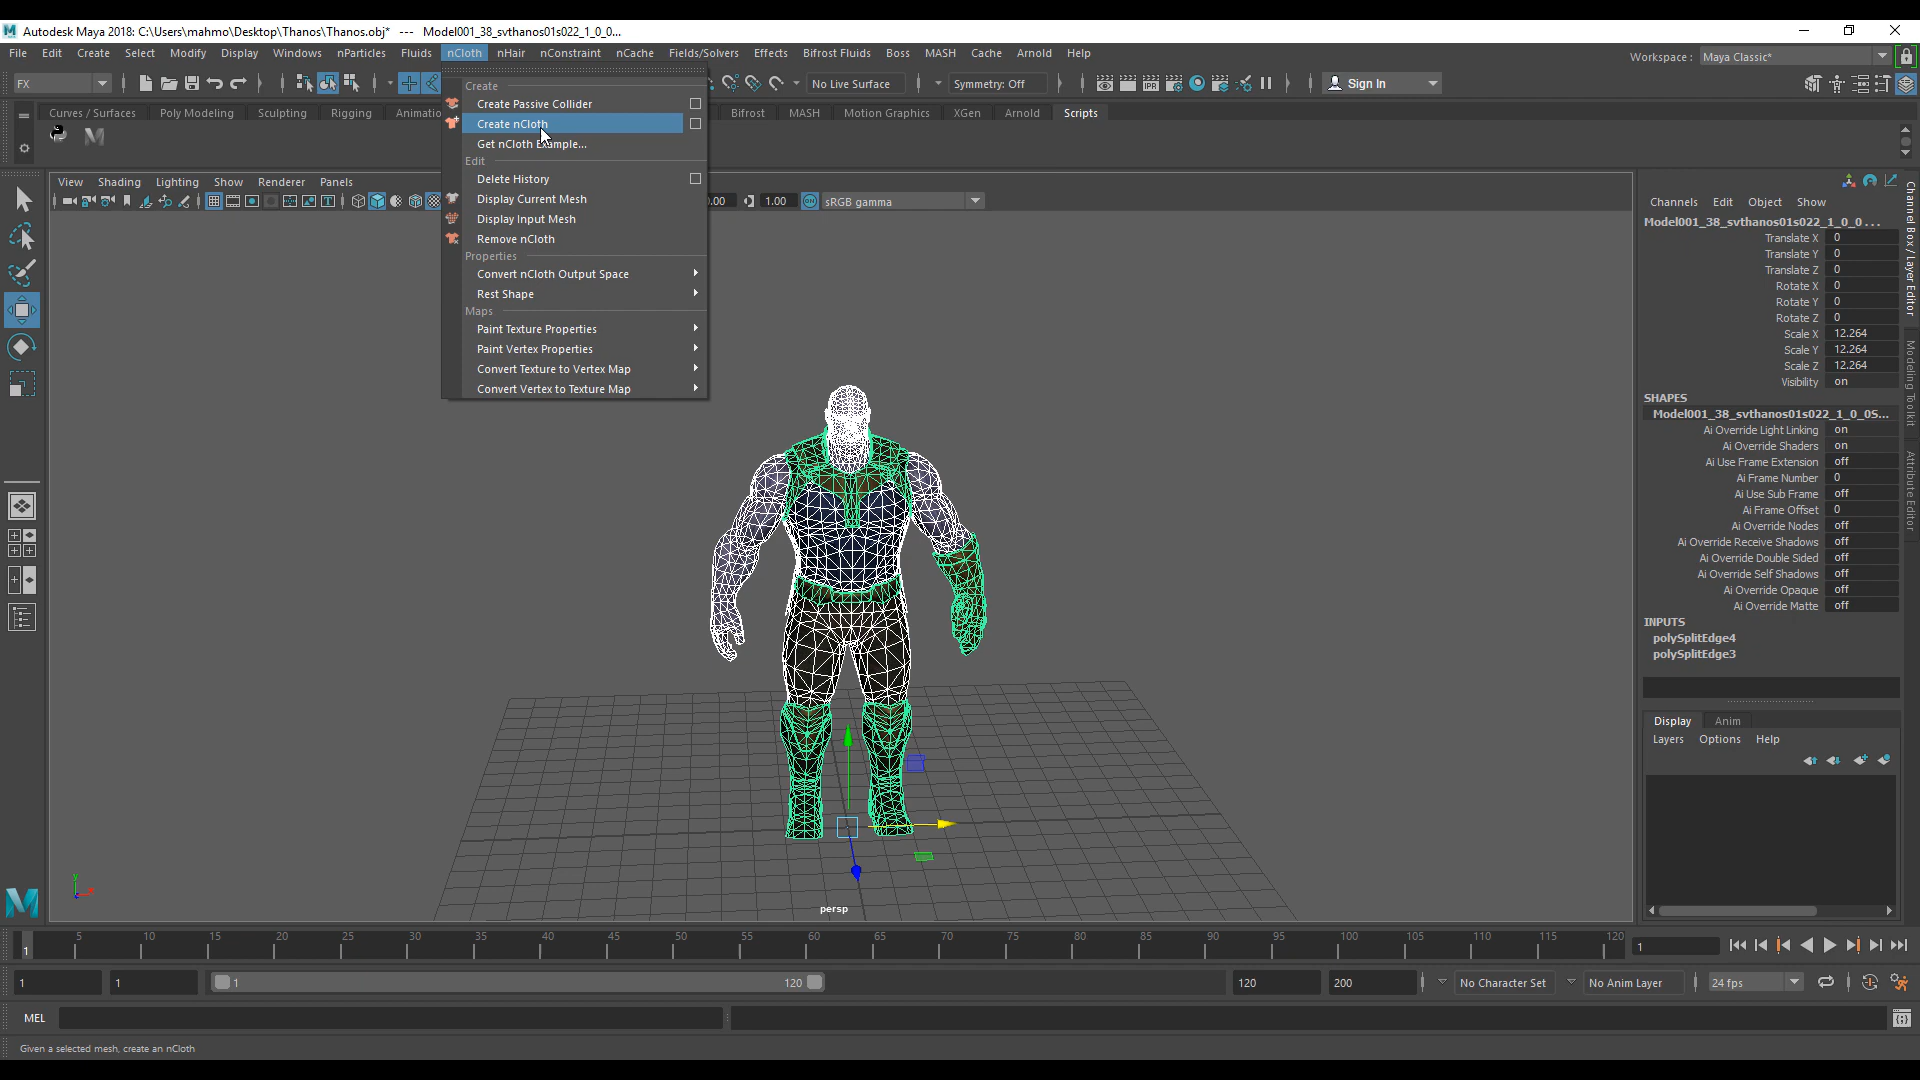 Autodesk Maya 2018: C:\Users\mahmo\Desktop\Thanos\Thanos.obj* --- Model001_38_svthanos01s022_1_0_0...
File Edit Create Select Modify Display Windows nParticles Fluids nCloth nHair nConstraint nCache Fields/Solvers Effects Bifrost Fluids Boss MASH Cache Arnold Help
Workspace : Maya Classic*
FX
No Live Surface
Symmetry: Off
IPR
Sign In
Curves / Surfaces Poly Modeling Sculpting Rigging Animatio
Bifrost MASH Motion Graphics XGen Arnold Scripts
Create
Create Passive Collider
Create nCloth
Get nCloth Example...
Edit
Delete History
Display Current Mesh
Display Input Mesh
Remove nCloth
Properties
Convert nCloth Output Space
Rest Shape
Maps
Paint Texture Properties
Paint Vertex Properties
Convert Texture to Vertex Map
Convert Vertex to Texture Map
View Shading Lighting Show Renderer Panels
.00 1.00 ON sRGB gamma
Channels Edit Object Show
Model001_38_svthanos01s022_1_0_0 ...
Translate X 0
Translate Y 0
Translate Z 0
Rotate X 0
Rotate Y 0
Rotate Z 0
Scale X 12.264
Scale Y 12.264
Scale Z 12.264
Visibility on
SHAPES
Model001_38_svthanos01s022_1_0_0S...
Ai Override Light Linking on
Ai Override Shaders on
Ai Use Frame Extension off
Ai Frame Number 0
Ai Use Sub Frame off
Ai Frame Offset 0
Ai Override Nodes off
Ai Override Receive Shadows off
Ai Override Double Sided off
Ai Override Self Shadows off
Ai Override Opaque off
Ai Override Matte off
INPUTS
polySplitEdge4
polySplitEdge3
Display Anim
Layers Options Help
Channel Box / Layer Editor
Modeling Toolkit
Attribute Editor
y
persp
1 5 10 15 20 25 30 35 40 45 50 55 60 65 70 75 80 85 90 95 100 105 110 115 120
1
1 1 1 120 120 200 No Character Set No Anim Layer 24 fps
MEL
Given a selected mesh, create an nCloth